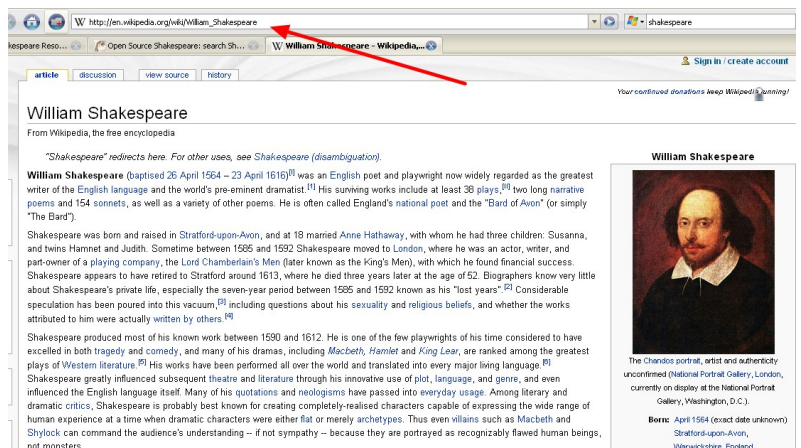 http://en.wikipedia.org/wiki/William_Shakespeare
shakespeare
kespeare Reso...
Open Source Shakespeare: search Sh...
William Shakespeare - Wikipedia,...
Sign in / create account
article
discussion
view source
history
Your continued donations keep Wikipedia running!
William Shakespeare
From Wikipedia, the free encyclopedia
"Shakespeare" redirects here. For other uses, see Shakespeare (disambiguation).
William Shakespeare (baptised 26 April 1564 – 23 April 1616)[I] was an English poet and playwright now widely regarded as the greatest
writer of the English language and the world's pre-eminent dramatist.[1] His surviving works include at least 38 plays,[II] two long narrative
poems and 154 sonnets, as well as a variety of other poems. He is often called England's national poet and the "Bard of Avon" (or simply
"The Bard").
Shakespeare was born and raised in Stratford-upon-Avon, and at 18 married Anne Hathaway, with whom he had three children: Susanna,
and twins Hamnet and Judith. Sometime between 1585 and 1592 Shakespeare moved to London, where he was an actor, writer, and
part-owner of a playing company, the Lord Chamberlain's Men (later known as the King's Men), with which he found financial success.
Shakespeare appears to have retired to Stratford around 1613, where he died three years later at the age of 52. Biographers know very little
about Shakespeare's private life, especially the seven-year period between 1585 and 1592 known as his "lost years".[2] Considerable
speculation has been poured into this vacuum,[3] including questions about his sexuality and religious beliefs, and whether the works
attributed to him were actually written by others.[4]
Shakespeare produced most of his known work between 1590 and 1612. He is one of the few playwrights of his time considered to have
excelled in both tragedy and comedy, and many of his dramas, including Macbeth, Hamlet and King Lear, are ranked among the greatest
plays of Western literature.[5] His works have been performed all over the world and translated into every major living language.[6]
Shakespeare greatly influenced subsequent theatre and literature through his innovative use of plot, language, and genre, and even
influenced the English language itself. Many of his quotations and neologisms have passed into everyday usage. Among literary and
dramatic critics, Shakespeare is probably best known for creating completely-realised characters capable of expressing the wide range of
human experience at a time when dramatic characters were either flat or merely archetypes. Thus even villains such as Macbeth and
Shylock can command the audience's understanding -- if not sympathy -- because they are portrayed as recognizably flawed human beings,
not monsters.
William Shakespeare
The Chandos portrait, artist and authenticity
unconfirmed (National Portrait Gallery, London,
currently on display at the National Portrait
Gallery, Washington, D.C.).
Born: April 1564 (exact date unknown)
Stratford-upon-Avon,
Warwickshire, England